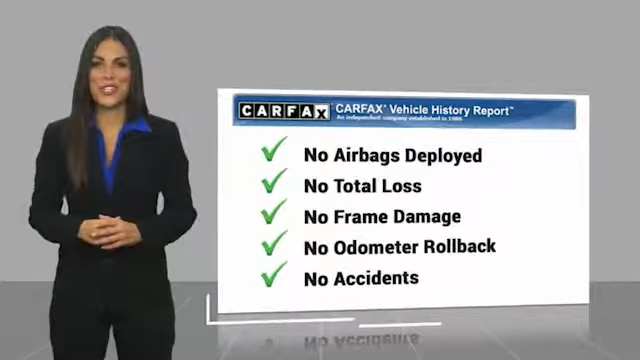 CARFAX CARFAX® Vehicle History Report™
An independent company established in 1986
No Airbags Deployed
No Total Loss
No Frame Damage
No Odometer Rollback
No Accidents